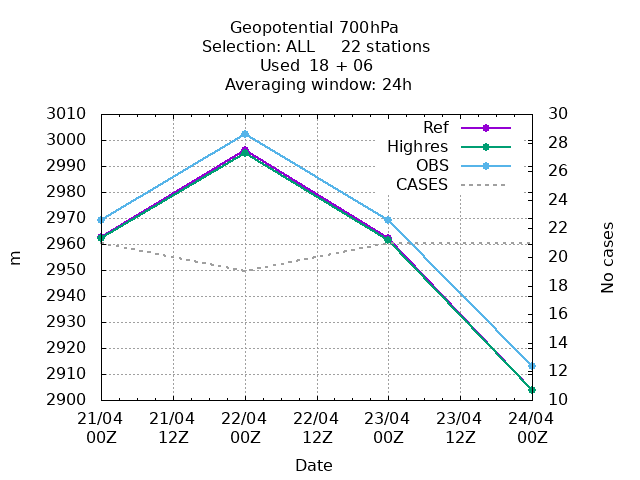 Geopotential 700hPa
Selection: ALL 22 stations
Used 18 + 06
Averaging window: 24h
3010
3000
2990
2980
2970
2960
2950
2940
2930
2920
2910
2900
m
30
28
26
24
22
20
18
16
14
12
10
No cases
Ref
Highres
OBS
CASES
21/04 21/04 22/04 22/04 23/04 23/04 24/04
00Z 12Z 00Z 12Z 00Z 12Z 00Z
Date